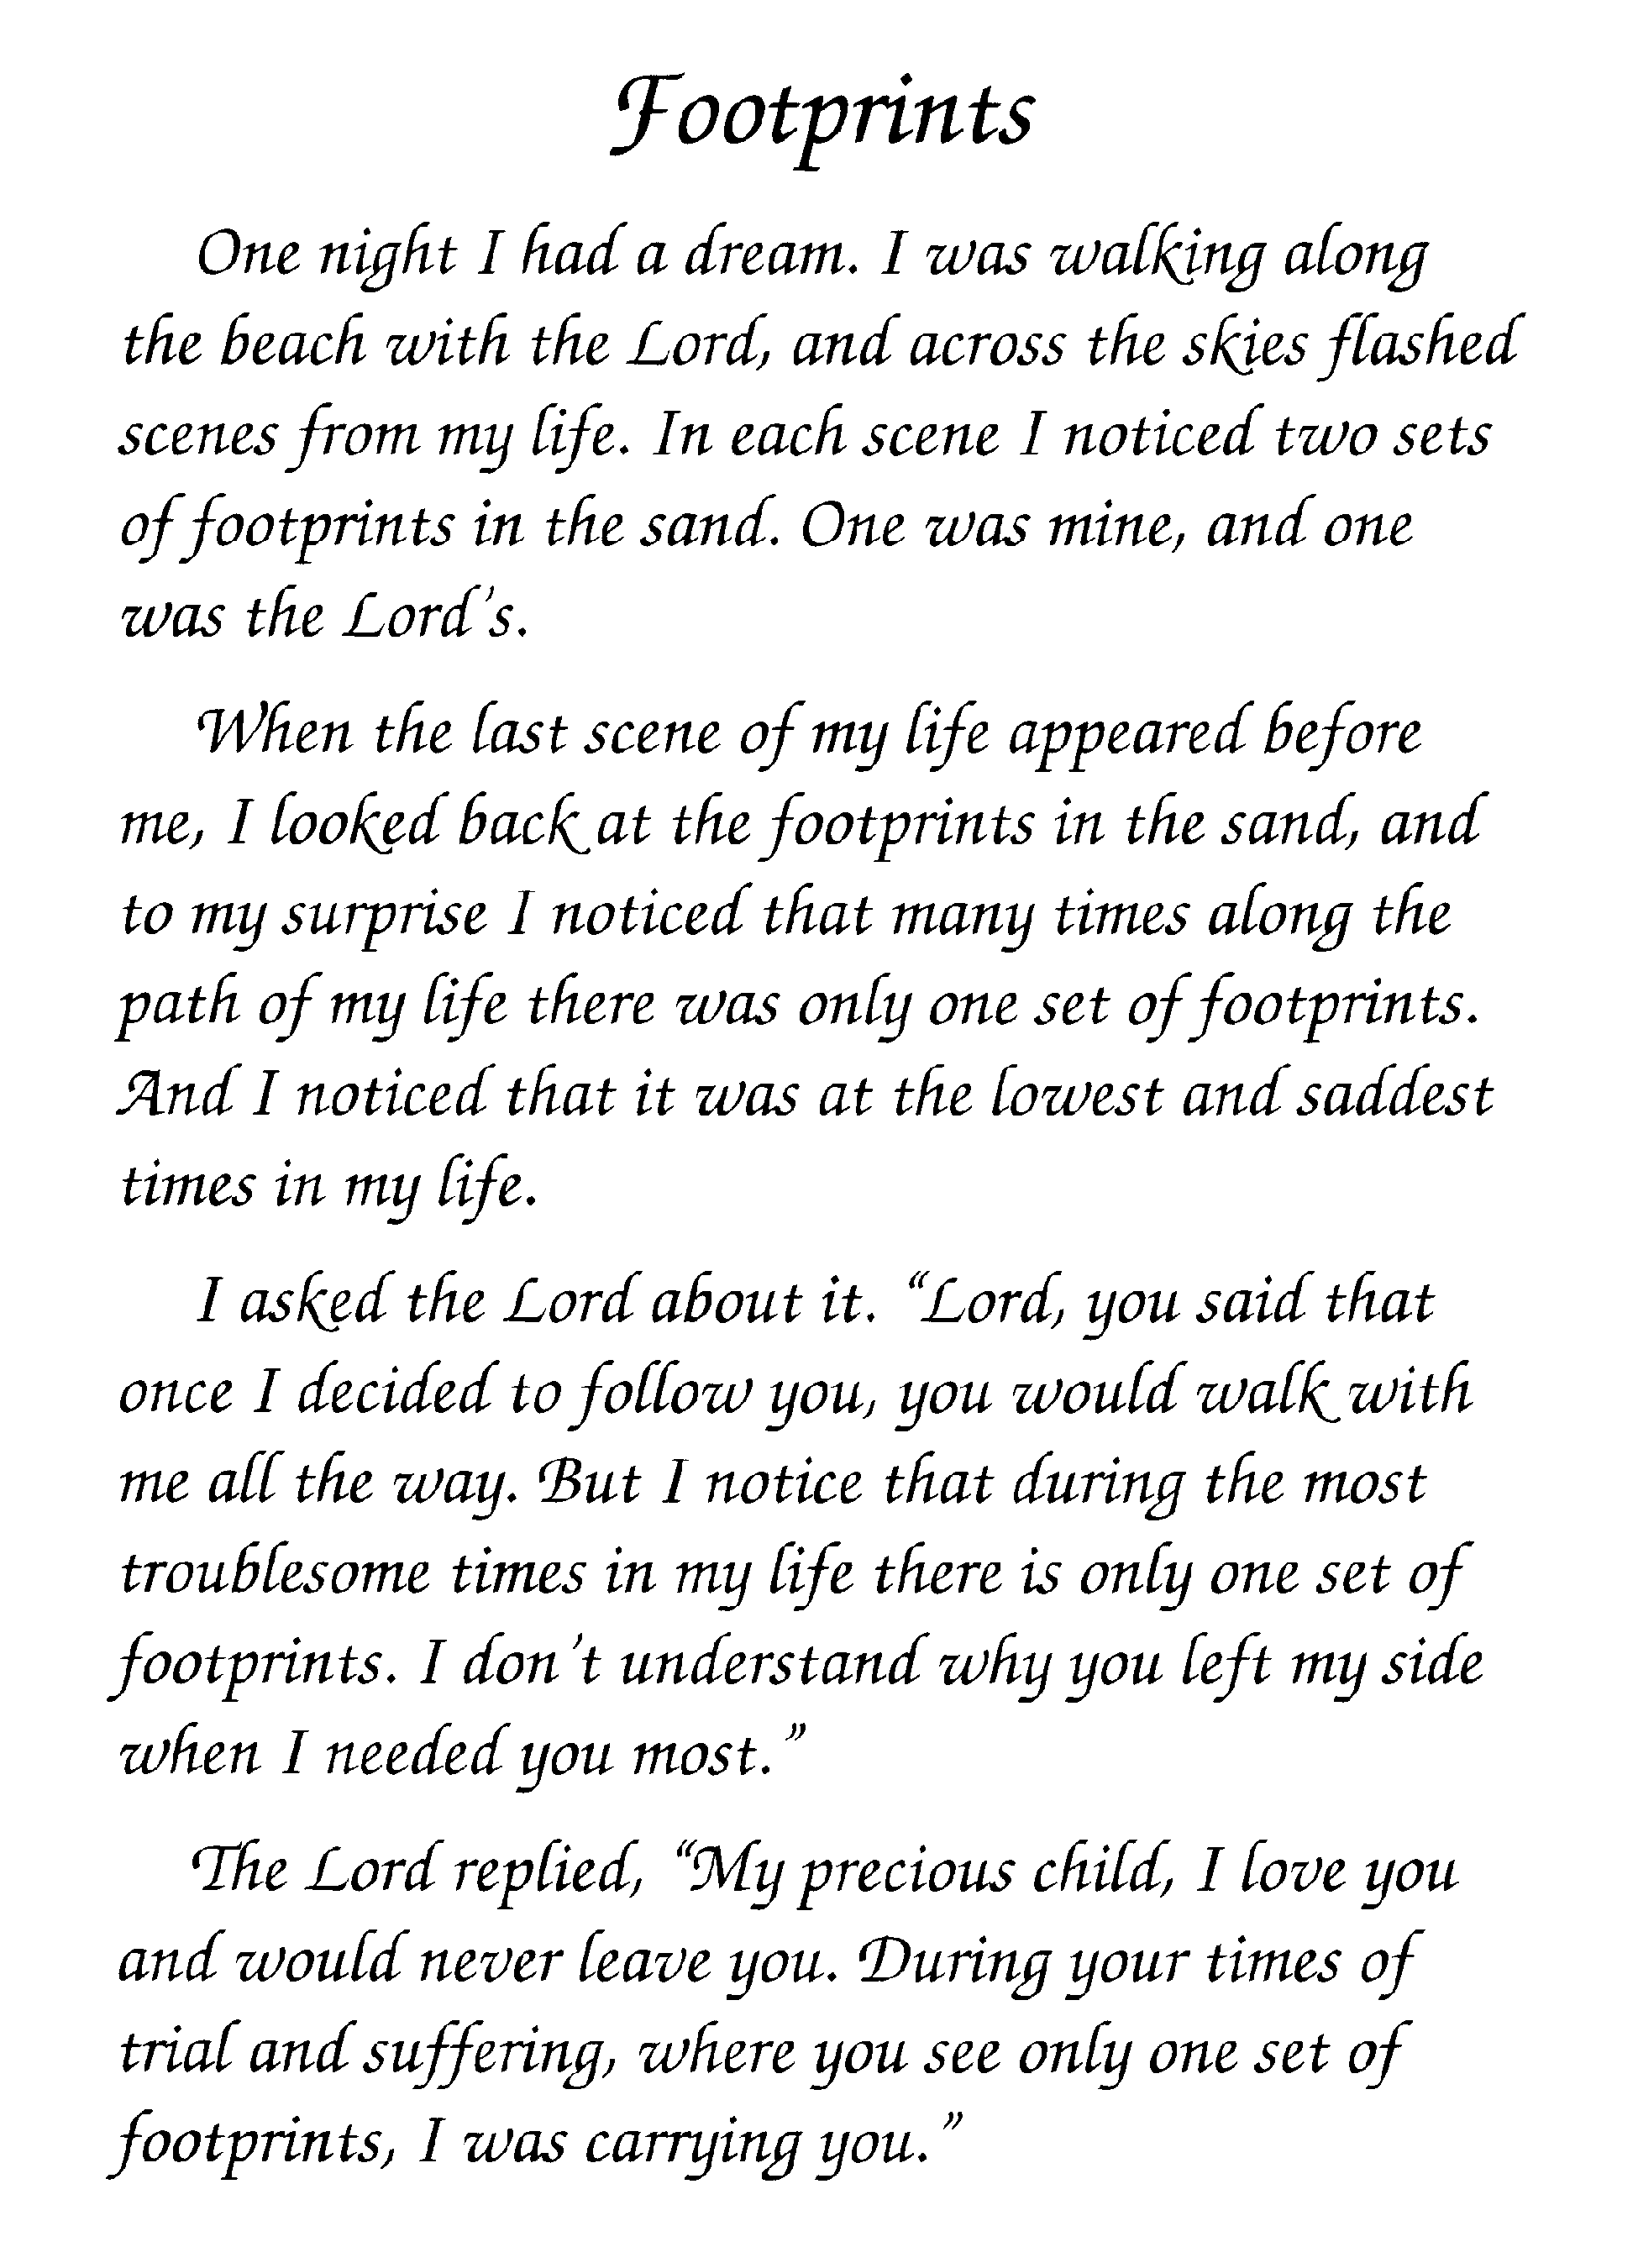 Footprints
One night I had a dream. I was walking along
the beach with the Lord, and across the skies flashed
scenes from my life. In each scene I noticed two sets
of footprints in the sand. One was mine, and one
was the Lord’s.
When the last scene of my life appeared before
me, I looked back at the footprints in the sand, and
to my surprise I noticed that many times along the
path of my life there was only one set of footprints.
And I noticed that it was at the lowest and saddest
times in my life.
I asked the Lord about it. “Lord, you said that
once I decided to follow you, you would walk with
me all the way. But I notice that during the most
troublesome times in my life there is only one set of
footprints. I don’t understand why you left my side
when I needed you most.”
The Lord replied, “My precious child, I love you
and would never leave you. During your times of
trial and suffering, where you see only one set of
footprints, I was carrying you.”